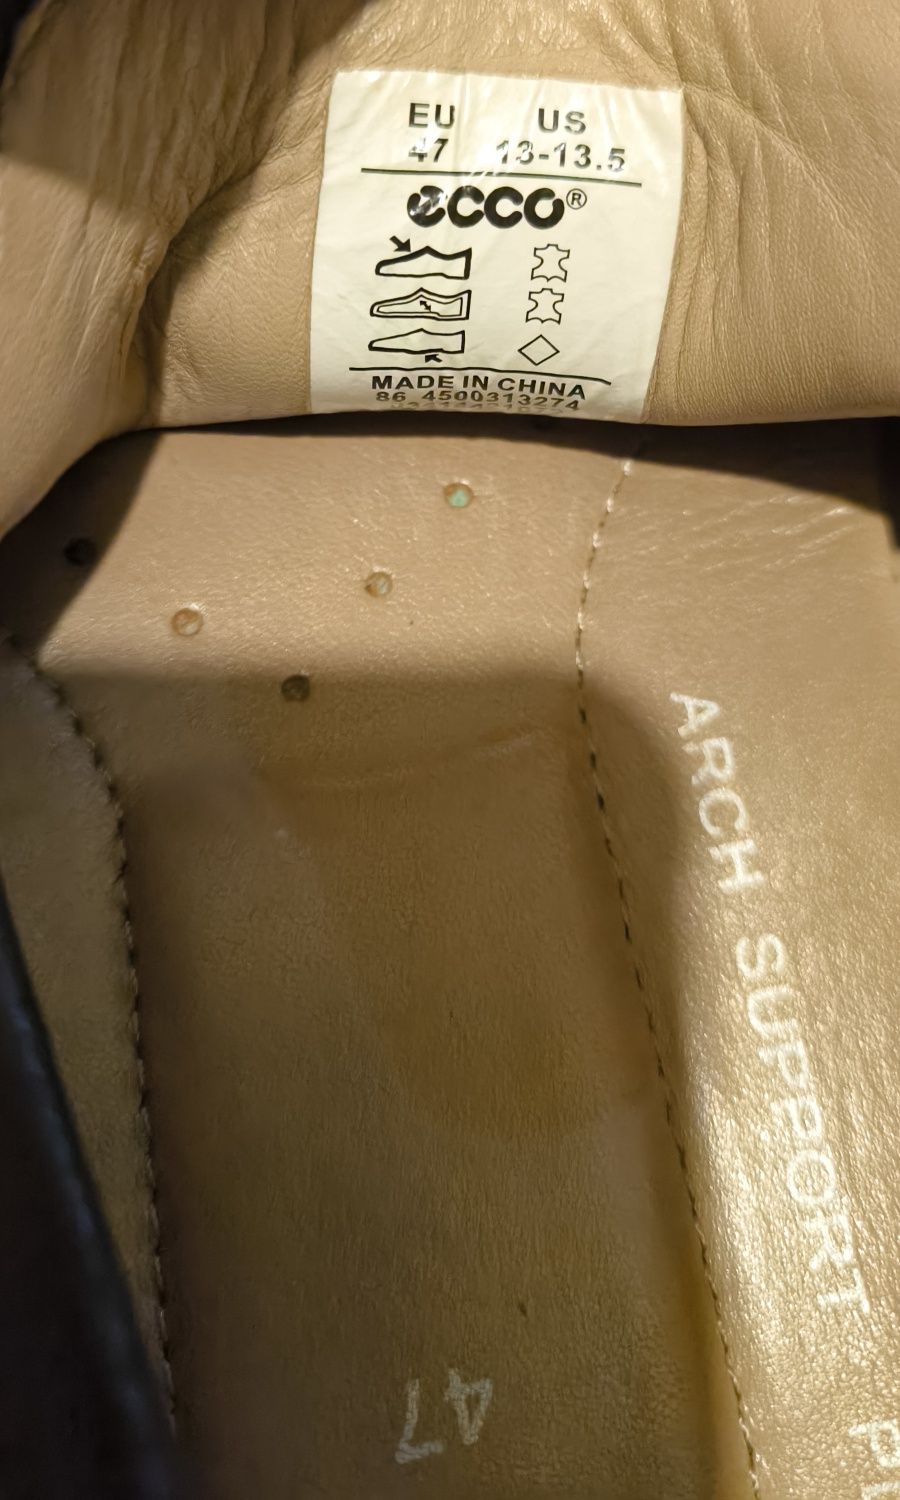 EU US
47 13-13.5
ecco®
MADE IN CHINA
86 4500313274
ARCH SUPPORT
47